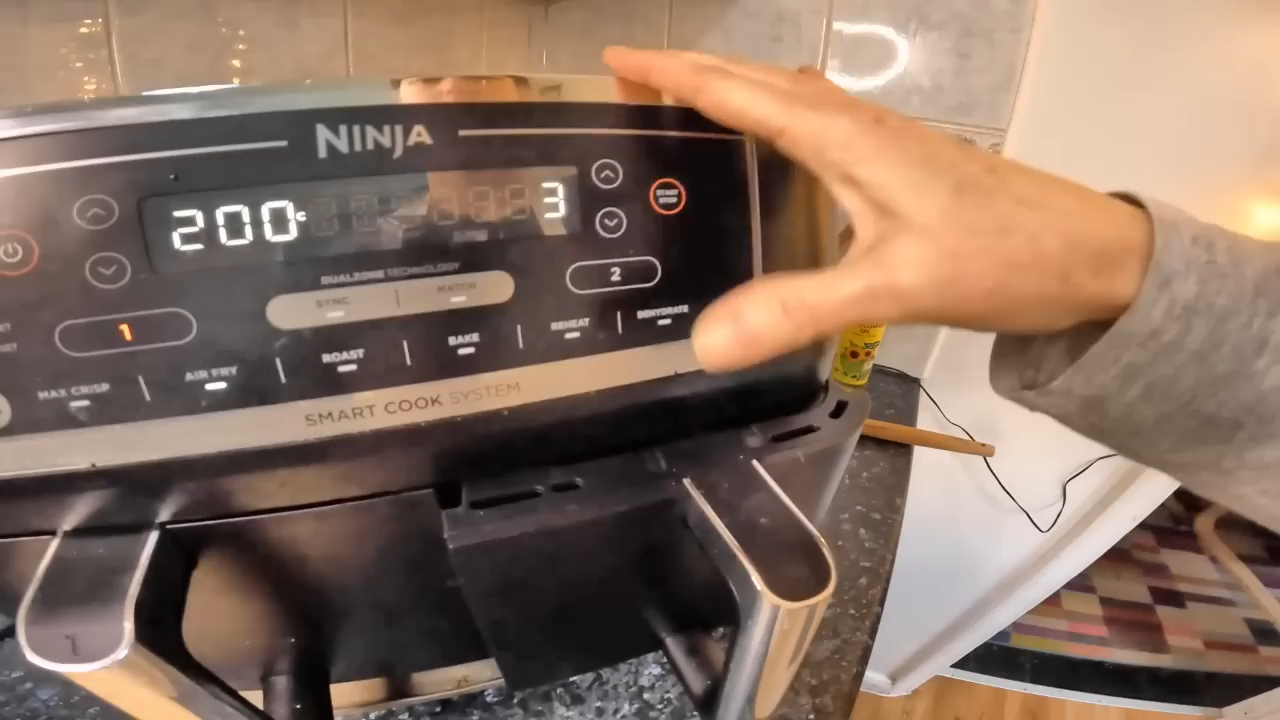 NINJA
200°C 3
START
STOP
DUALZONE TECHNOLOGY
SYNC MATCH
1 2
MAX CRISP AIR FRY ROAST BAKE REHEAT DEHYDRATE
SMART COOK SYSTEM
1